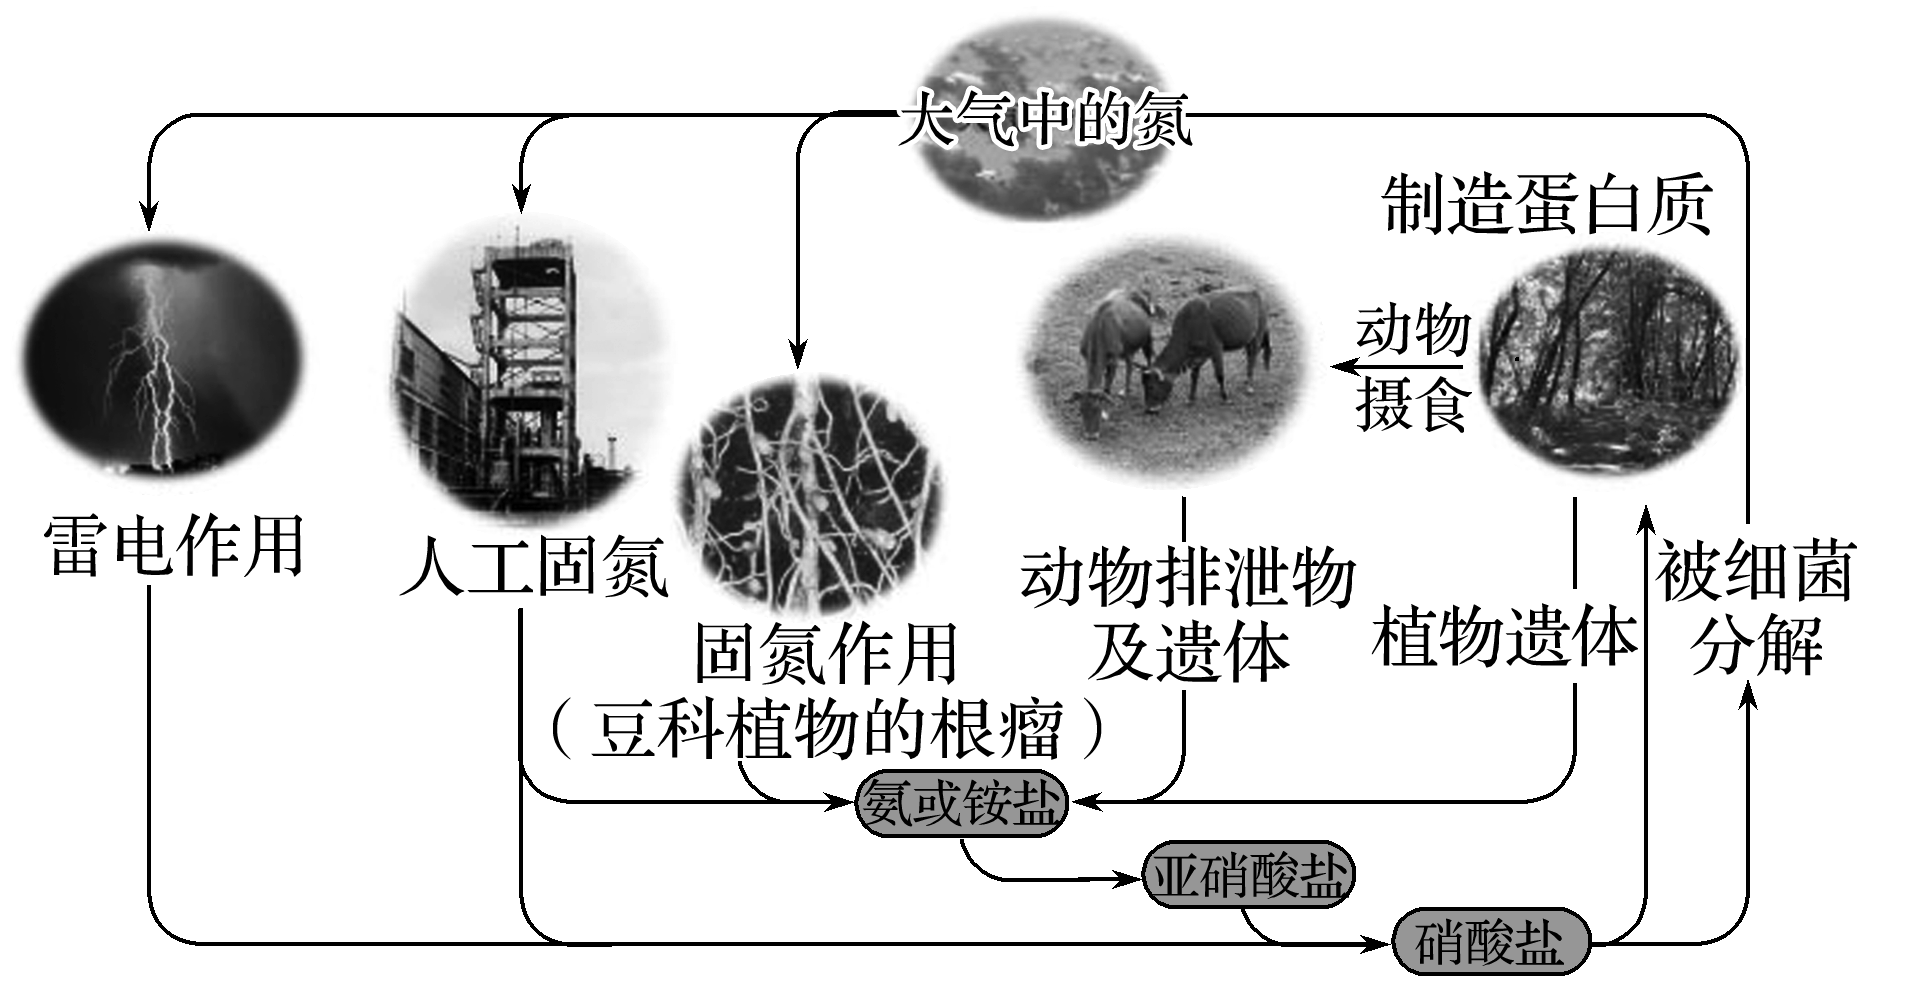 大气中的氮
制造蛋白质
动物
摄食
雷电作用
人工固氮
固氮作用
（豆科植物的根瘤）
动物排泄物
及遗体
植物遗体
被细菌
分解
氨或铵盐
亚硝酸盐
硝酸盐